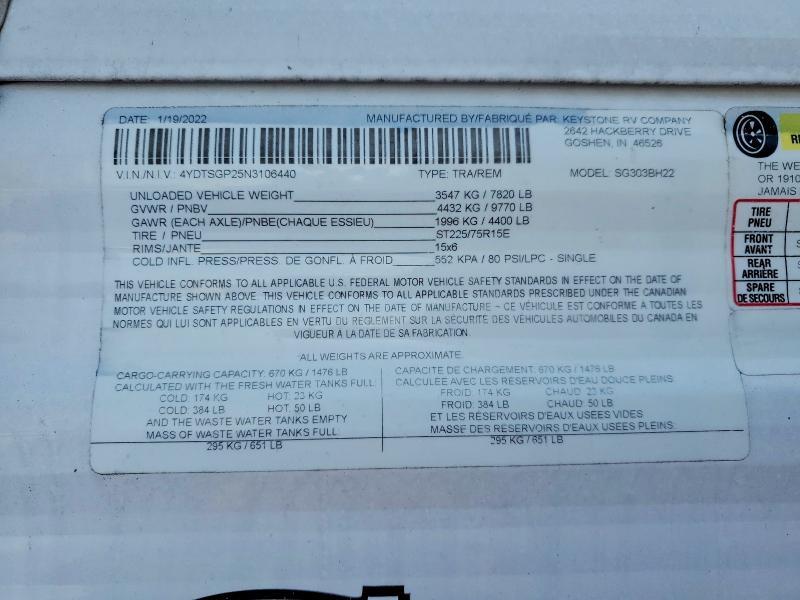 DATE: 1/19/2022 MANUFACTURED BY/FABRIQUÉ PAR: KEYSTONE RV COMPANY
2642 HACKBERRY DRIVE
GOSHEN, IN 46526
V.I.N./N.I.V.: 4YDTSGP25N3106440 TYPE: TRA/REM MODEL: SG303BH22
UNLOADED VEHICLE WEIGHT 3547 KG / 7820 LB
GVWR / PNBV 4432 KG / 9770 LB
GAWR (EACH AXLE)/PNBE(CHAQUE ESSIEU) 1996 KG / 4400 LB
TIRE / PNEU ST225/75R15E
RIMS/JANTE 15x6
COLD INFL. PRESS/PRESS. DE GONFL. À FROID 552 KPA / 80 PSI/LPC - SINGLE
THIS VEHICLE CONFORMS TO ALL APPLICABLE U.S. FEDERAL MOTOR VEHICLE SAFETY STANDARDS IN EFFECT ON THE DATE OF
MANUFACTURE SHOWN ABOVE. THIS VEHICLE CONFORMS TO ALL APPLICABLE STANDARDS PRESCRIBED UNDER THE CANADIAN
MOTOR VEHICLE SAFETY REGULATIONS IN EFFECT ON THE DATE OF MANUFACTURE – CE VÉHICULE EST CONFORME A TOUTES LES
NORMES QUI LUI SONT APPLICABLES EN VERTU DU RÈGLEMENT SUR LA SÉCURITÉ DES VÉHICULES AUTOMOBILES DU CANADA EN
VIGUEUR À LA DATE DE SA FABRICATION.
ALL WEIGHTS ARE APPROXIMATE.
CARGO-CARRYING CAPACITY: 670 KG / 1476 LB
CALCULATED WITH THE FRESH WATER TANKS FULL
COLD: 174 KG HOT: 23 KG
COLD: 384 LB HOT: 50 LB
AND THE WASTE WATER TANKS EMPTY
MASS OF WASTE WATER TANKS FULL:
295 KG / 651 LB
CAPACITE DE CHARGEMENT: 670 KG / 1476 LB
CALCULEE AVEC LES RESERVOIRS D'EAU DOUCE PLEINS
FROID: 174 KG CHAUD: 23 KG
FROID: 384 LB CHAUD: 50 LB
ET LES RESERVOIRS D'EAUX USEES VIDES
MASSE DES RESERVOIRS D'EAUX USEES PLEINS:
295 KG / 651 LB
THE WE
OR 1910
JAMAIS
TIRE
PNEU
FRONT
AVANT
REAR
ARRIÈRE
SPARE
DE SECOURS